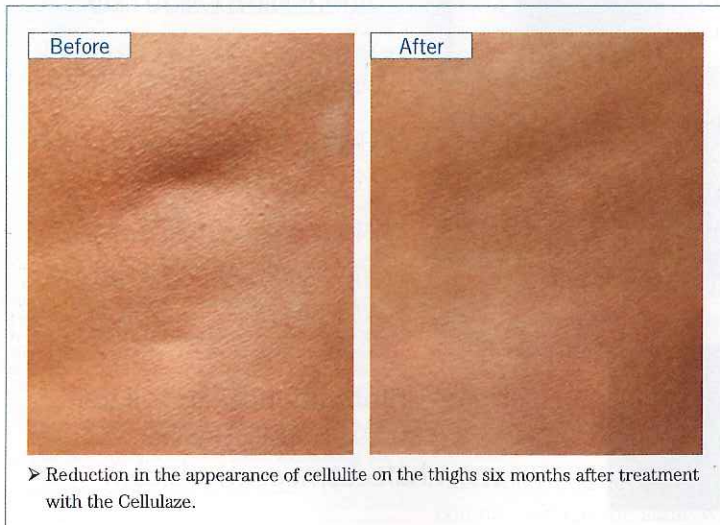 Before
After
➤ Reduction in the appearance of cellulite on the thighs six months after treatment
with the Cellulaze.